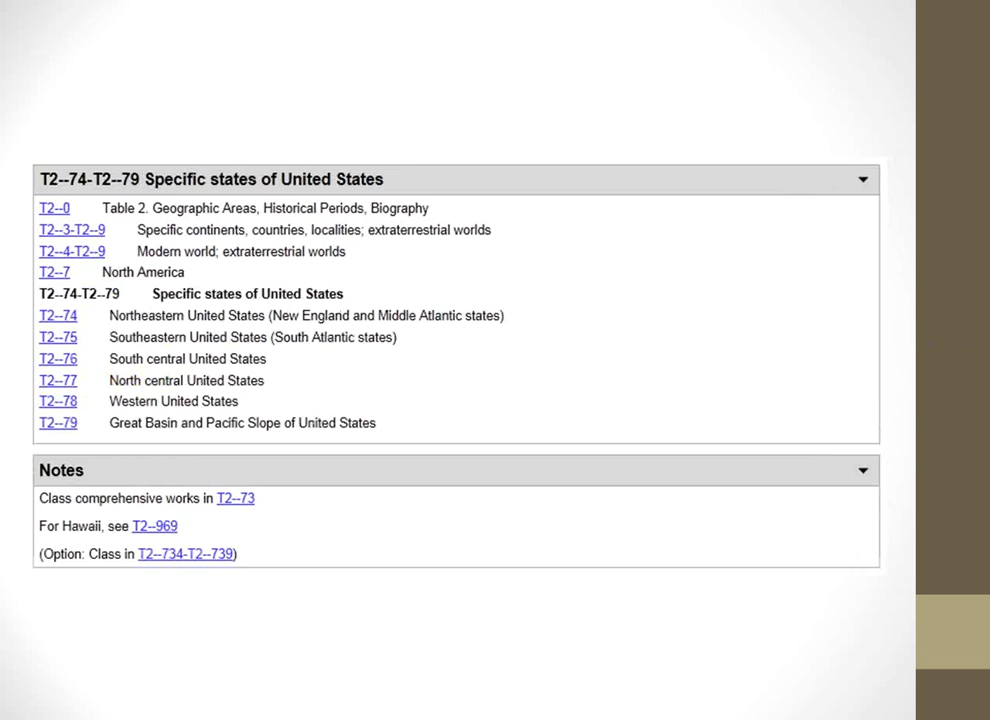 T2--74-T2--79 Specific states of United States
T2--0 Table 2. Geographic Areas, Historical Periods, Biography
T2--3-T2--9 Specific continents, countries, localities; extraterrestrial worlds
T2--4-T2--9 Modern world; extraterrestrial worlds
T2--7 North America
T2--74-T2--79 Specific states of United States
T2--74 Northeastern United States (New England and Middle Atlantic states)
T2--75 Southeastern United States (South Atlantic states)
T2--76 South central United States
T2--77 North central United States
T2--78 Western United States
T2--79 Great Basin and Pacific Slope of United States
Notes
Class comprehensive works in T2--73
For Hawaii, see T2--969
(Option: Class in T2--734-T2--739)